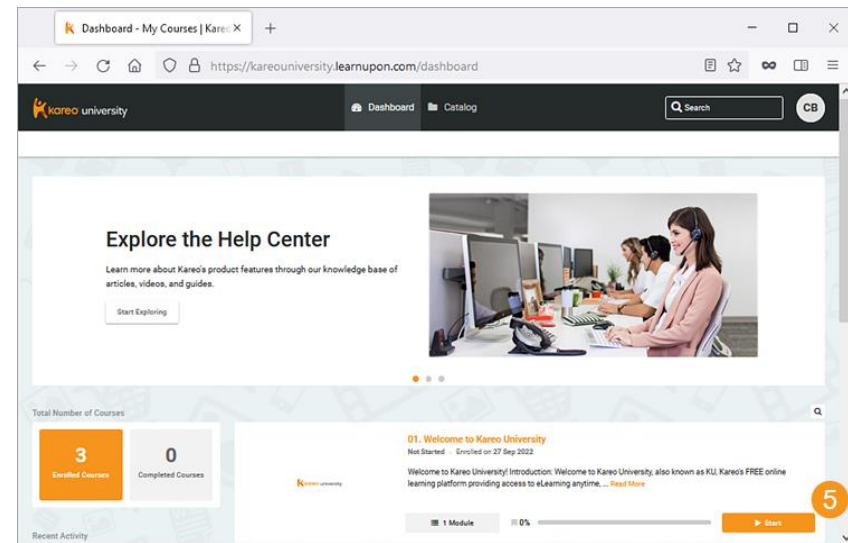 Dashboard - My Courses | Kareo
https://kareouniversity.learnupon.com/dashboard
kareo university
Dashboard
Catalog
Search
CB
Explore the Help Center
Learn more about Kareo's product features through our knowledge base of
articles, videos, and guides.
Start Exploring
Total Number of Courses
3
Enrolled Courses
0
Completed Courses
kareo university
01. Welcome to Kareo University
Not Started - Enrolled on 27 Sep 2022
Welcome to Kareo University! Introduction: Welcome to Kareo University, also known as KU, Kareo's FREE online
learning platform providing access to eLearning anytime, ... Read More
1 Module
0%
Start
5
Recent Activity